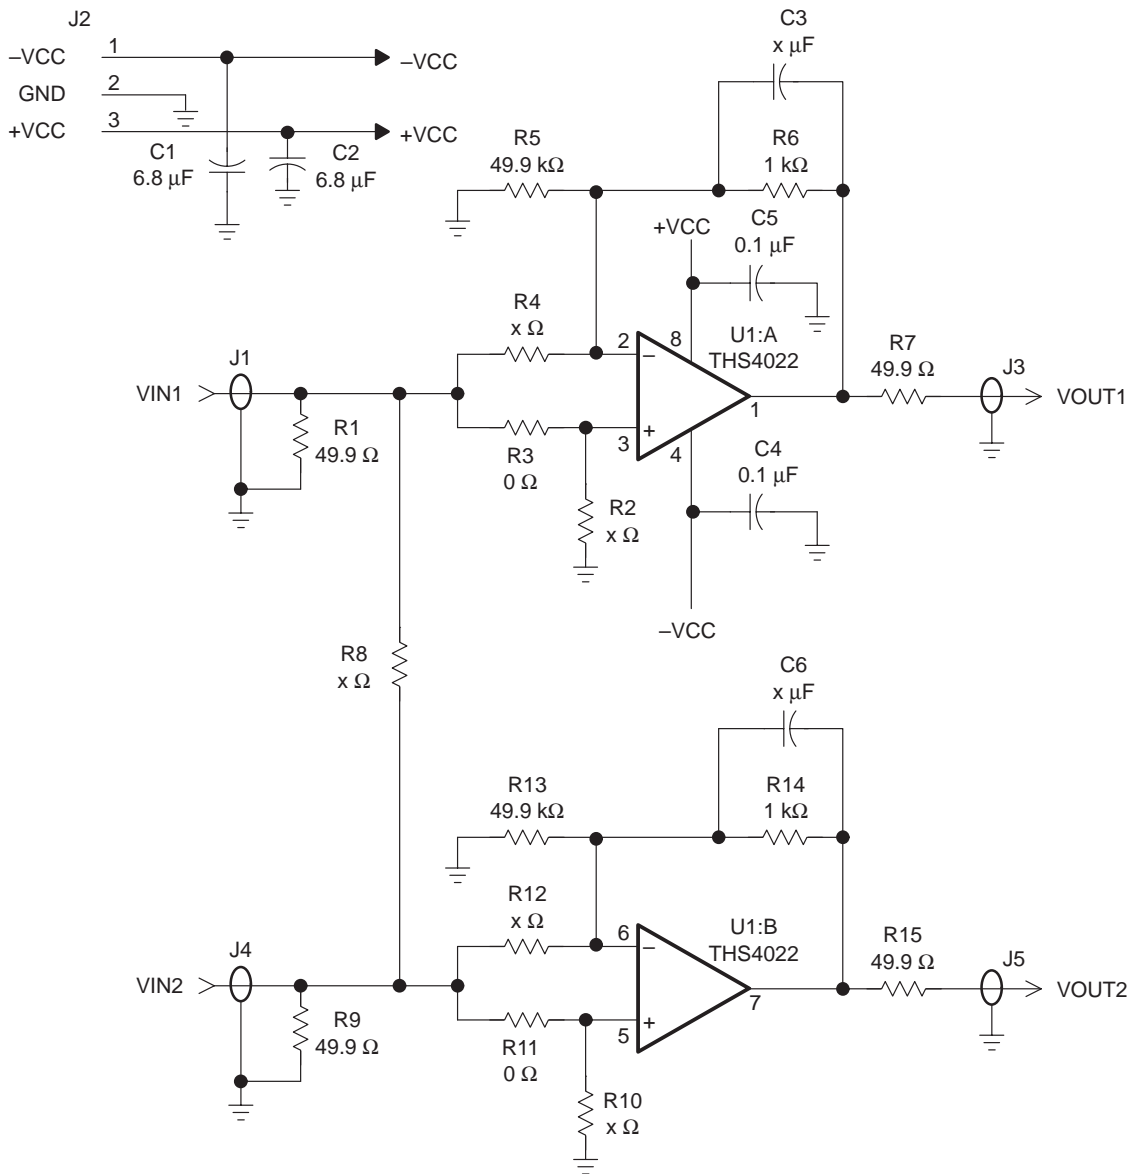 J2
–VCC 1 –VCC
GND 2
+VCC 3 +VCC
C1
6.8 µF
C2
6.8 µF
C3
x µF
R5
49.9 kΩ
R6
1 kΩ
+VCC
C5
0.1 µF
R4
x Ω
2
–
8
U1:A
THS4022
R7
49.9 Ω
J1
J3
VIN1
VOUT1
1
R1
49.9 Ω
+
3
4
R3
0 Ω
C4
0.1 µF
R2
x Ω
–VCC
R8
x Ω
C6
x µF
R13
49.9 kΩ
R14
1 kΩ
R12
x Ω
6
–
U1:B
THS4022
R15
49.9 Ω
J4
J5
VIN2
VOUT2
7
R9
49.9 Ω
+
5
R11
0 Ω
R10
x Ω